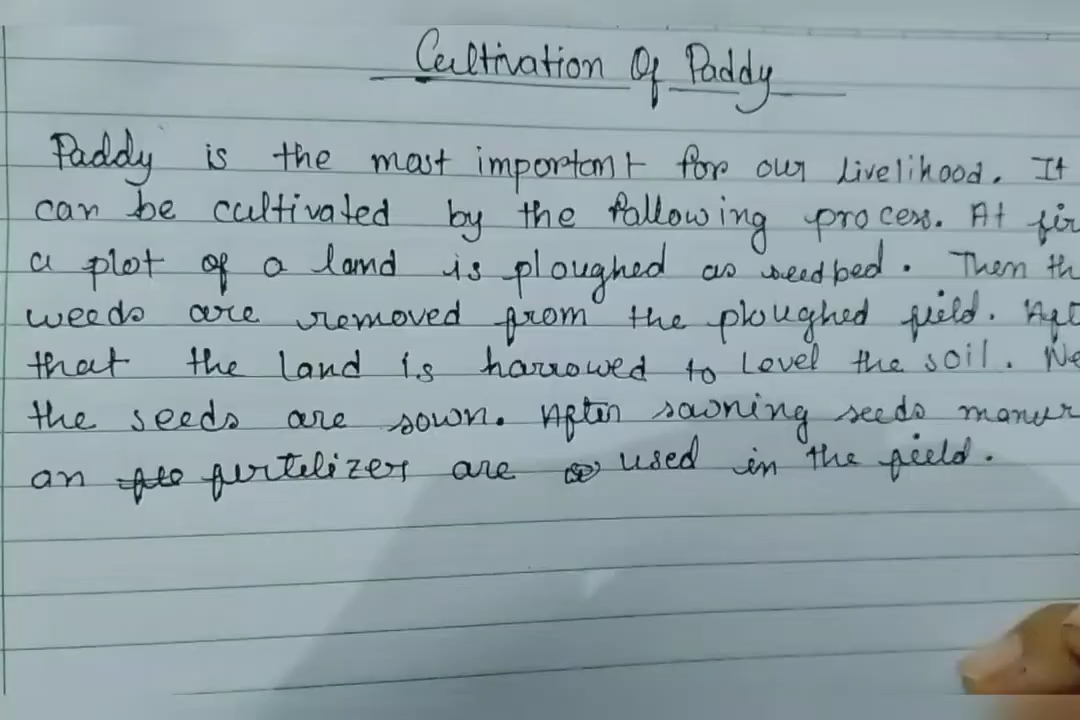 Cultivation Of Paddy
Paddy is the most important for our livelihood. It
can be cultivated by the following process. At fir
a plot of a land is ploughed as seedbed. Then th
weeds are removed from the ploughed field. Aft
that the land is harrowed to level the soil. Ne
the seeds are sown. After sowning seeds manur
an fertelizer are used in the field.